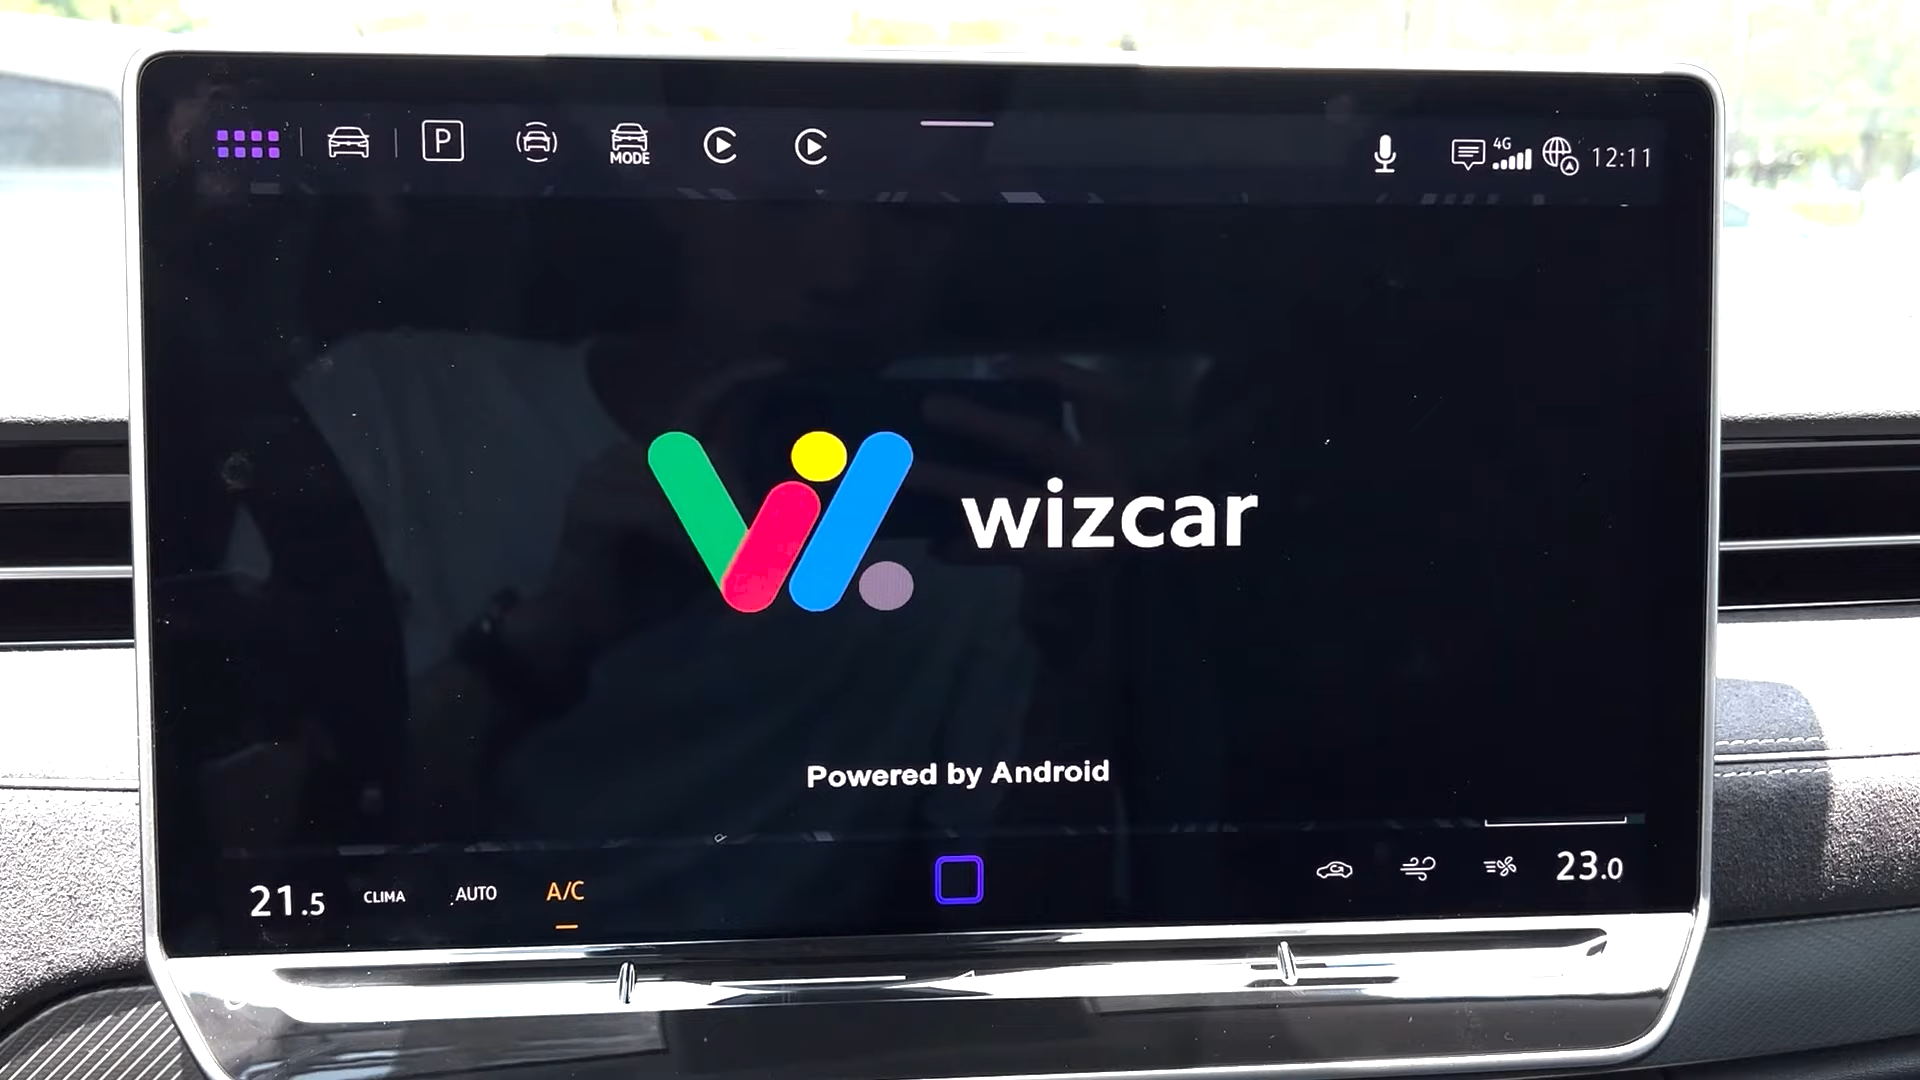 P
MODE
4G
12:11
wizcar
Powered by Android
21.5
CLIMA
AUTO
A/C
23.0